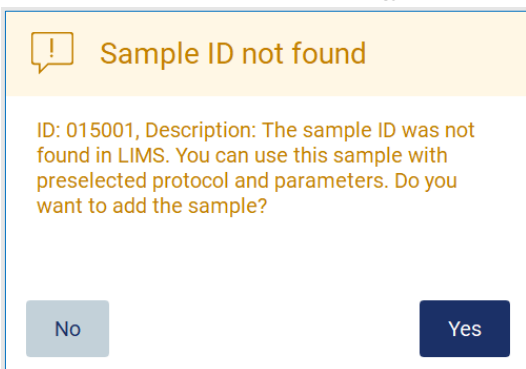 Sample ID not found
ID: 015001, Description: The sample ID was not
found in LIMS. You can use this sample with
preselected protocol and parameters. Do you
want to add the sample?
No
Yes